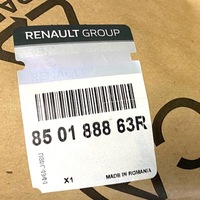 RENAULT GROUP
85 01 888 63R
X1
MADE IN ROMANIA